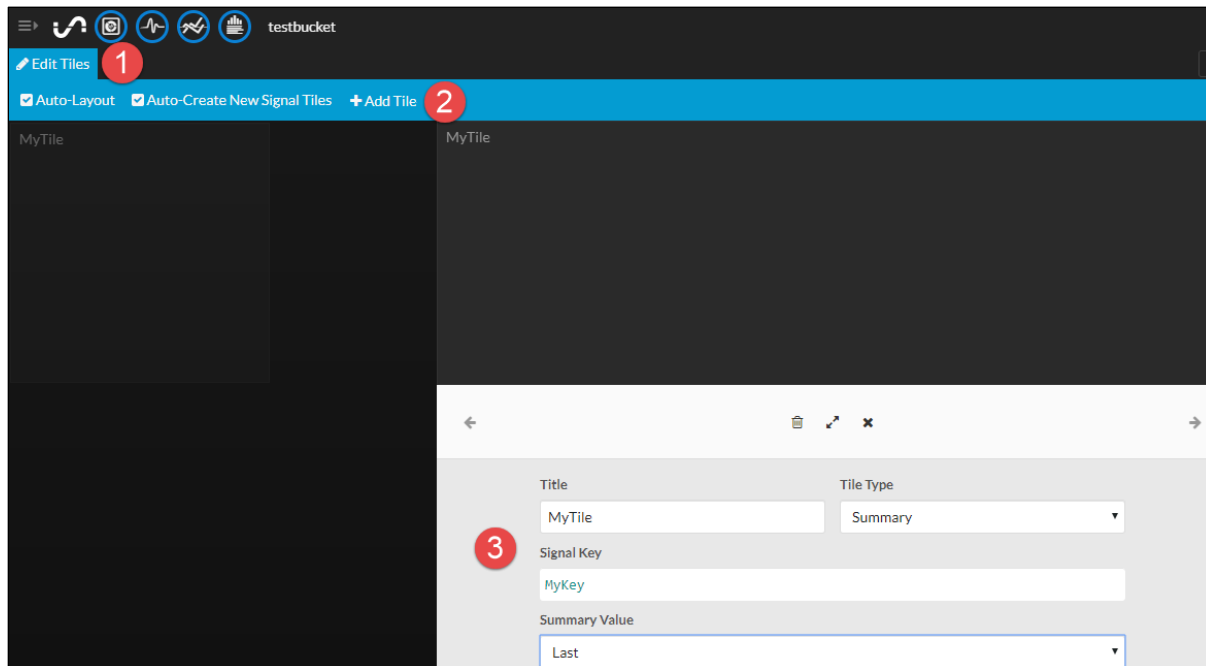 testbucket
Edit Tiles 1
Auto-Layout Auto-Create New Signal Tiles + Add Tile 2
MyTile MyTile
Title Tile Type
MyTile Summary
3
Signal Key
MyKey
Summary Value
Last